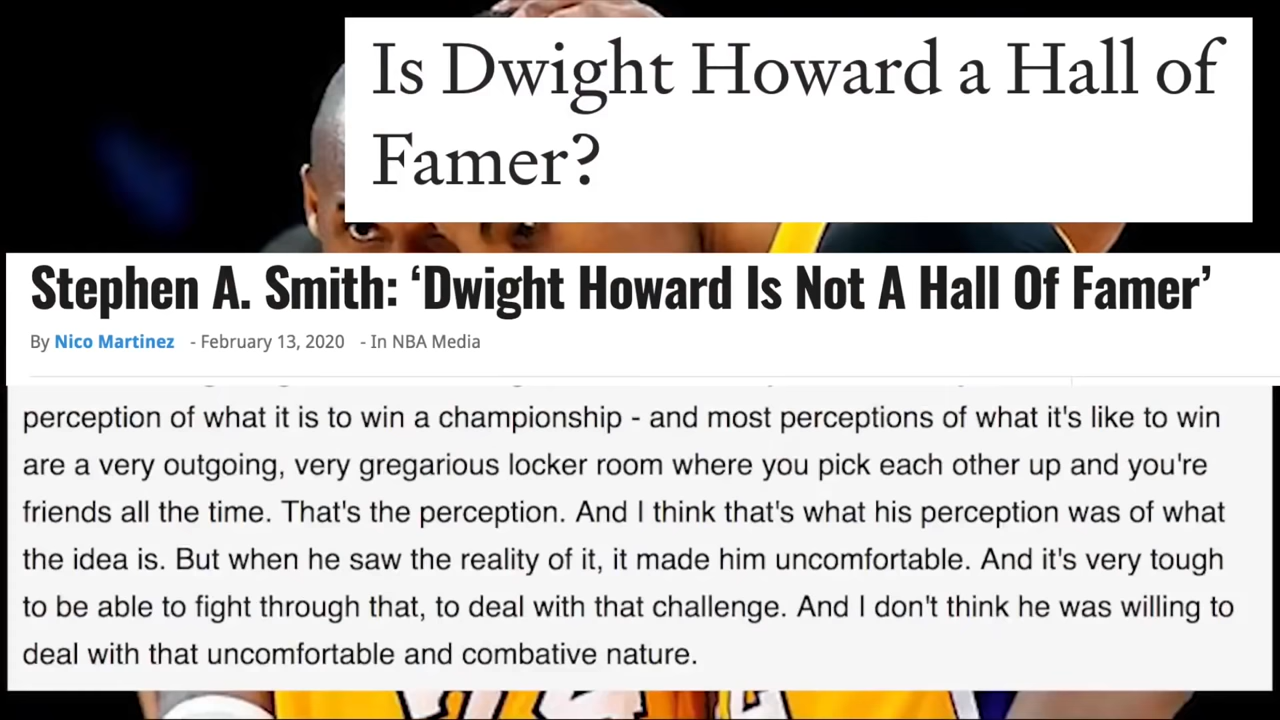 Is Dwight Howard a Hall of
Famer?
Stephen A. Smith: ‘Dwight Howard Is Not A Hall Of Famer’
By Nico Martinez - February 13, 2020 - In NBA Media
perception of what it is to win a championship - and most perceptions of what it's like to win
are a very outgoing, very gregarious locker room where you pick each other up and you're
friends all the time. That's the perception. And I think that's what his perception was of what
the idea is. But when he saw the reality of it, it made him uncomfortable. And it's very tough
to be able to fight through that, to deal with that challenge. And I don't think he was willing to
deal with that uncomfortable and combative nature.